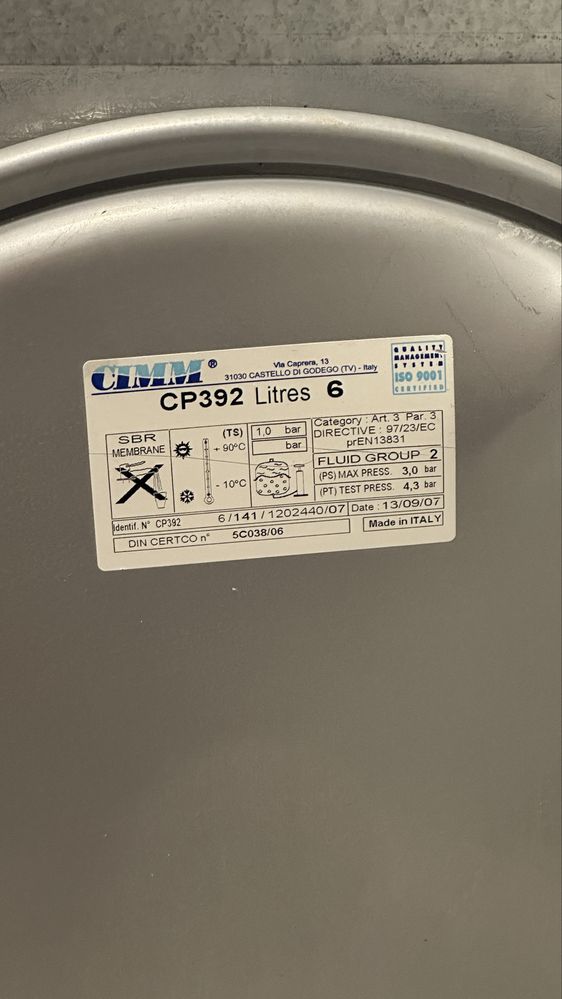 CIMM ®
Via Caprera, 13
31030 CASTELLO DI GODEGO (TV) - Italy
QUALITY
MANAGEMENT
SYSTEM
ISO 9001
CERTIFIED
CP392 Litres 6
SBR
MEMBRANE
(TS)
+ 90°C
- 10°C
1,0 bar
bar
Category : Art. 3 Par. 3
DIRECTIVE : 97/23/EC
prEN13831
FLUID GROUP 2
(PS) MAX PRESS. 3,0 bar
(PT) TEST PRESS. 4,3 bar
Identif. N° CP392 6/141/1202440/07 Date : 13/09/07
DIN CERTCO n° 5C038/06 Made in ITALY